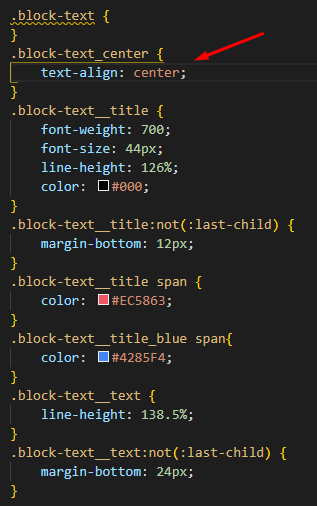 .block-text {
}
.block-text_center {
    text-align: center;
}
.block-text__title {
    font-weight: 700;
    font-size: 44px;
    line-height: 126%;
    color: #000;
}
.block-text__title:not(:last-child) {
    margin-bottom: 12px;
}
.block-text__title span {
    color: #EC5863;
}
.block-text__title_blue span{
    color: #4285F4;
}
.block-text__text {
    line-height: 138.5%;
}
.block-text__text:not(:last-child) {
    margin-bottom: 24px;
}